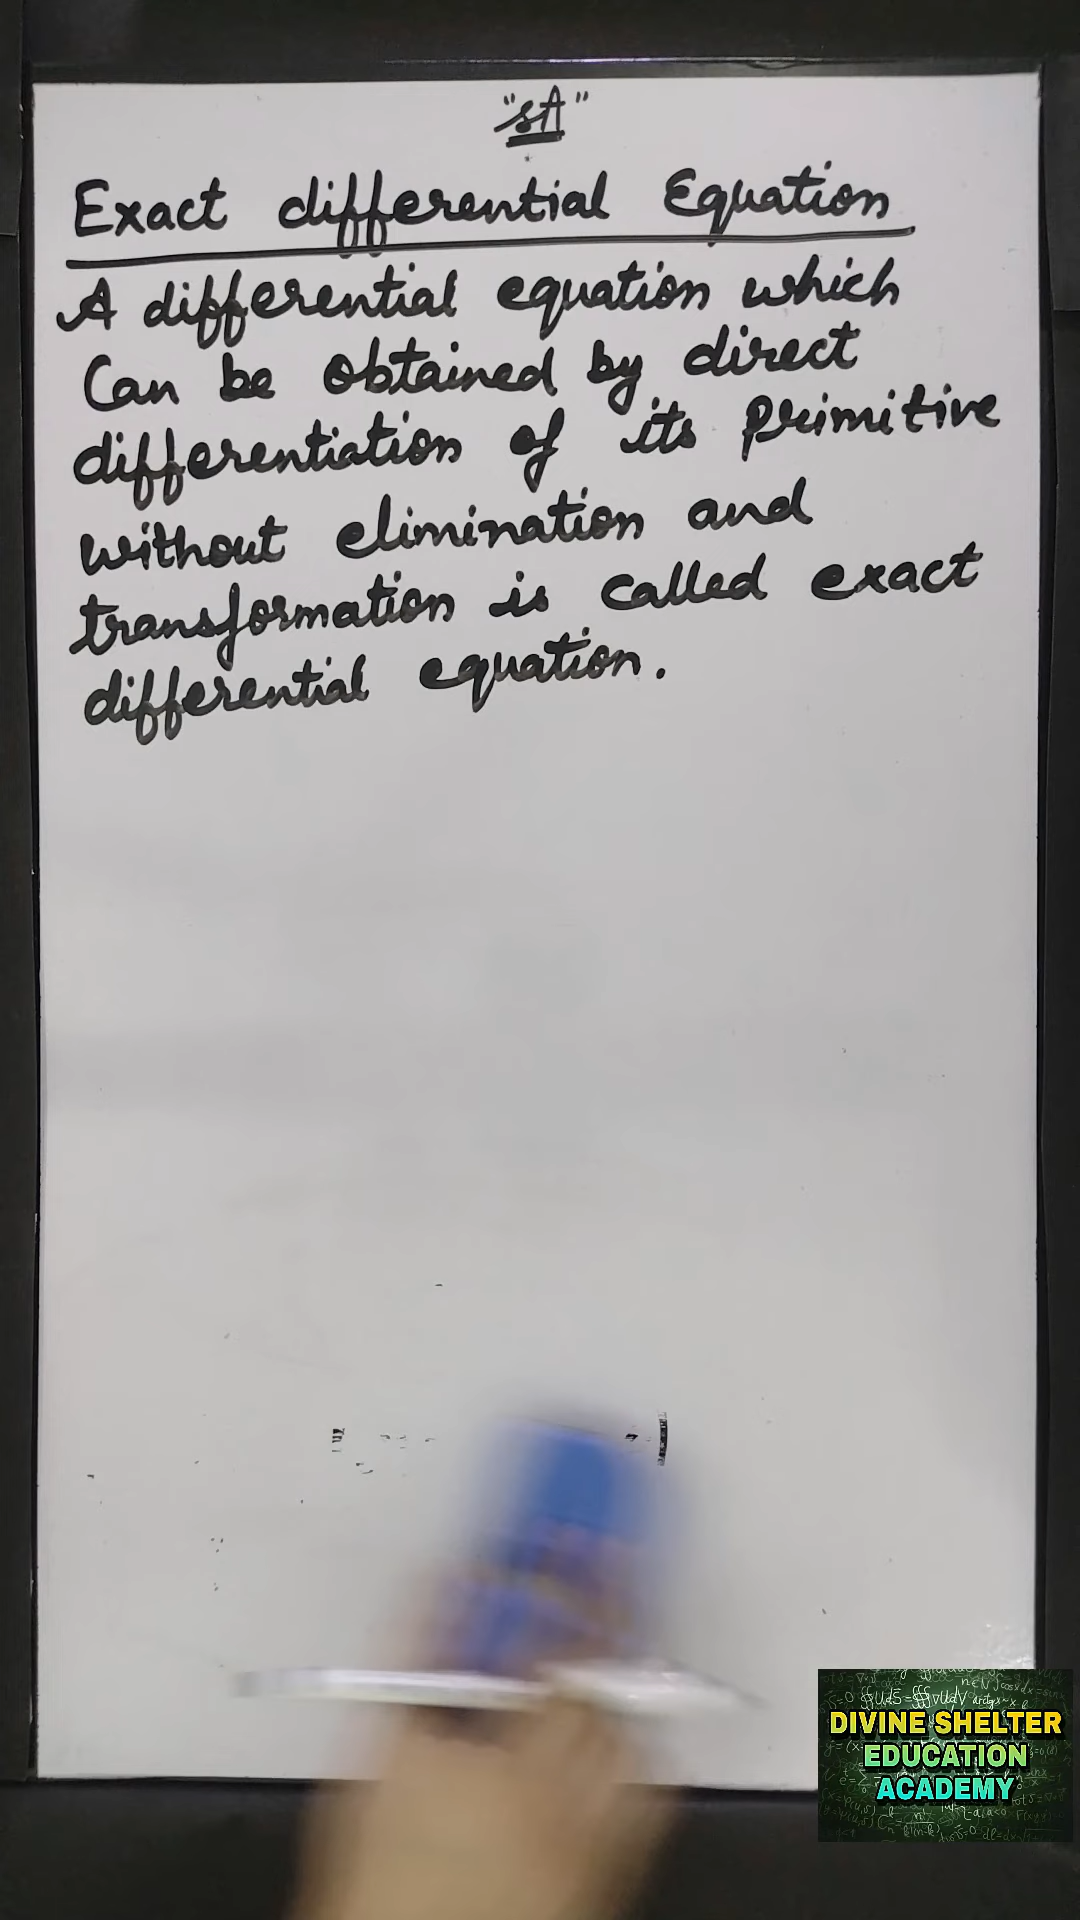 "SA"
Exact differential Equation
A differential equation which
Can be obtained by direct
differentiation of its primitive
without elimination and
transformation is called exact
differential equation.
DIVINE SHELTER
EDUCATION
ACADEMY